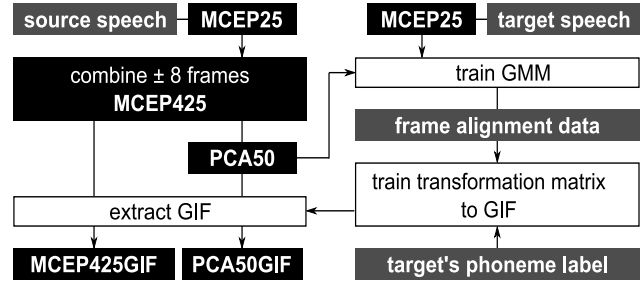 source speech
MCEP25
MCEP25
target speech
combine ± 8 frames
MCEP425
train GMM
frame alignment data
PCA50
train transformation matrix
to GIF
extract GIF
MCEP425GIF
PCA50GIF
target's phoneme label